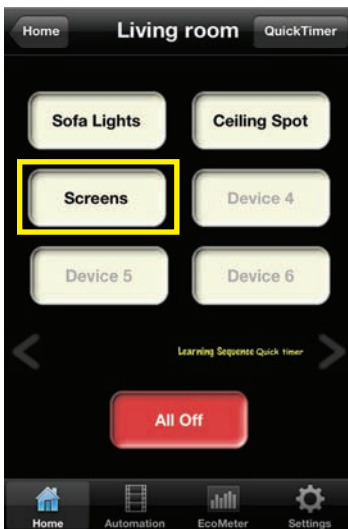 Home Living room QuickTimer
Sofa Lights Ceiling Spot
Screens Device 4
Device 5 Device 6
Learning Sequence Quick timer
All Off
Home Automation EcoMeter Settings